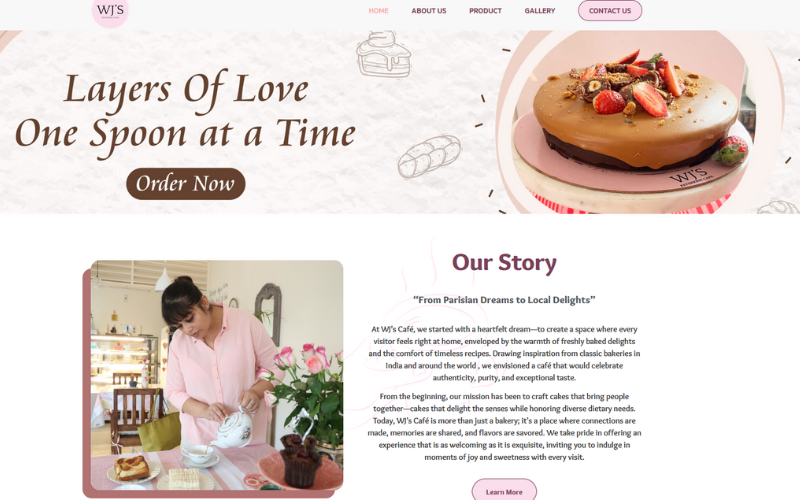 WJ'S
HOME ABOUT US PRODUCT GALLERY CONTACT US
Layers Of Love
One Spoon at a Time
Order Now
WJ'S
Our Story
“From Parisian Dreams to Local Delights”
At WJ's Café, we started with a heartfelt dream—to create a space where every
visitor feels right at home, enveloped by the warmth of freshly baked delights
and the comfort of timeless recipes. Drawing inspiration from classic bakeries in
India and around the world , we envisioned a café that would celebrate
authenticity, purity, and exceptional taste.
From the beginning, our mission has been to craft cakes that bring people
together—cakes that delight the senses while honoring diverse dietary needs.
Today, WJ's Café is more than just a bakery; it's a place where connections are
made, memories are shared, and flavors are savored. We take pride in offering an
experience that is as welcoming as it is exquisite, inviting you to indulge in
moments of joy and sweetness with every visit.
Learn More